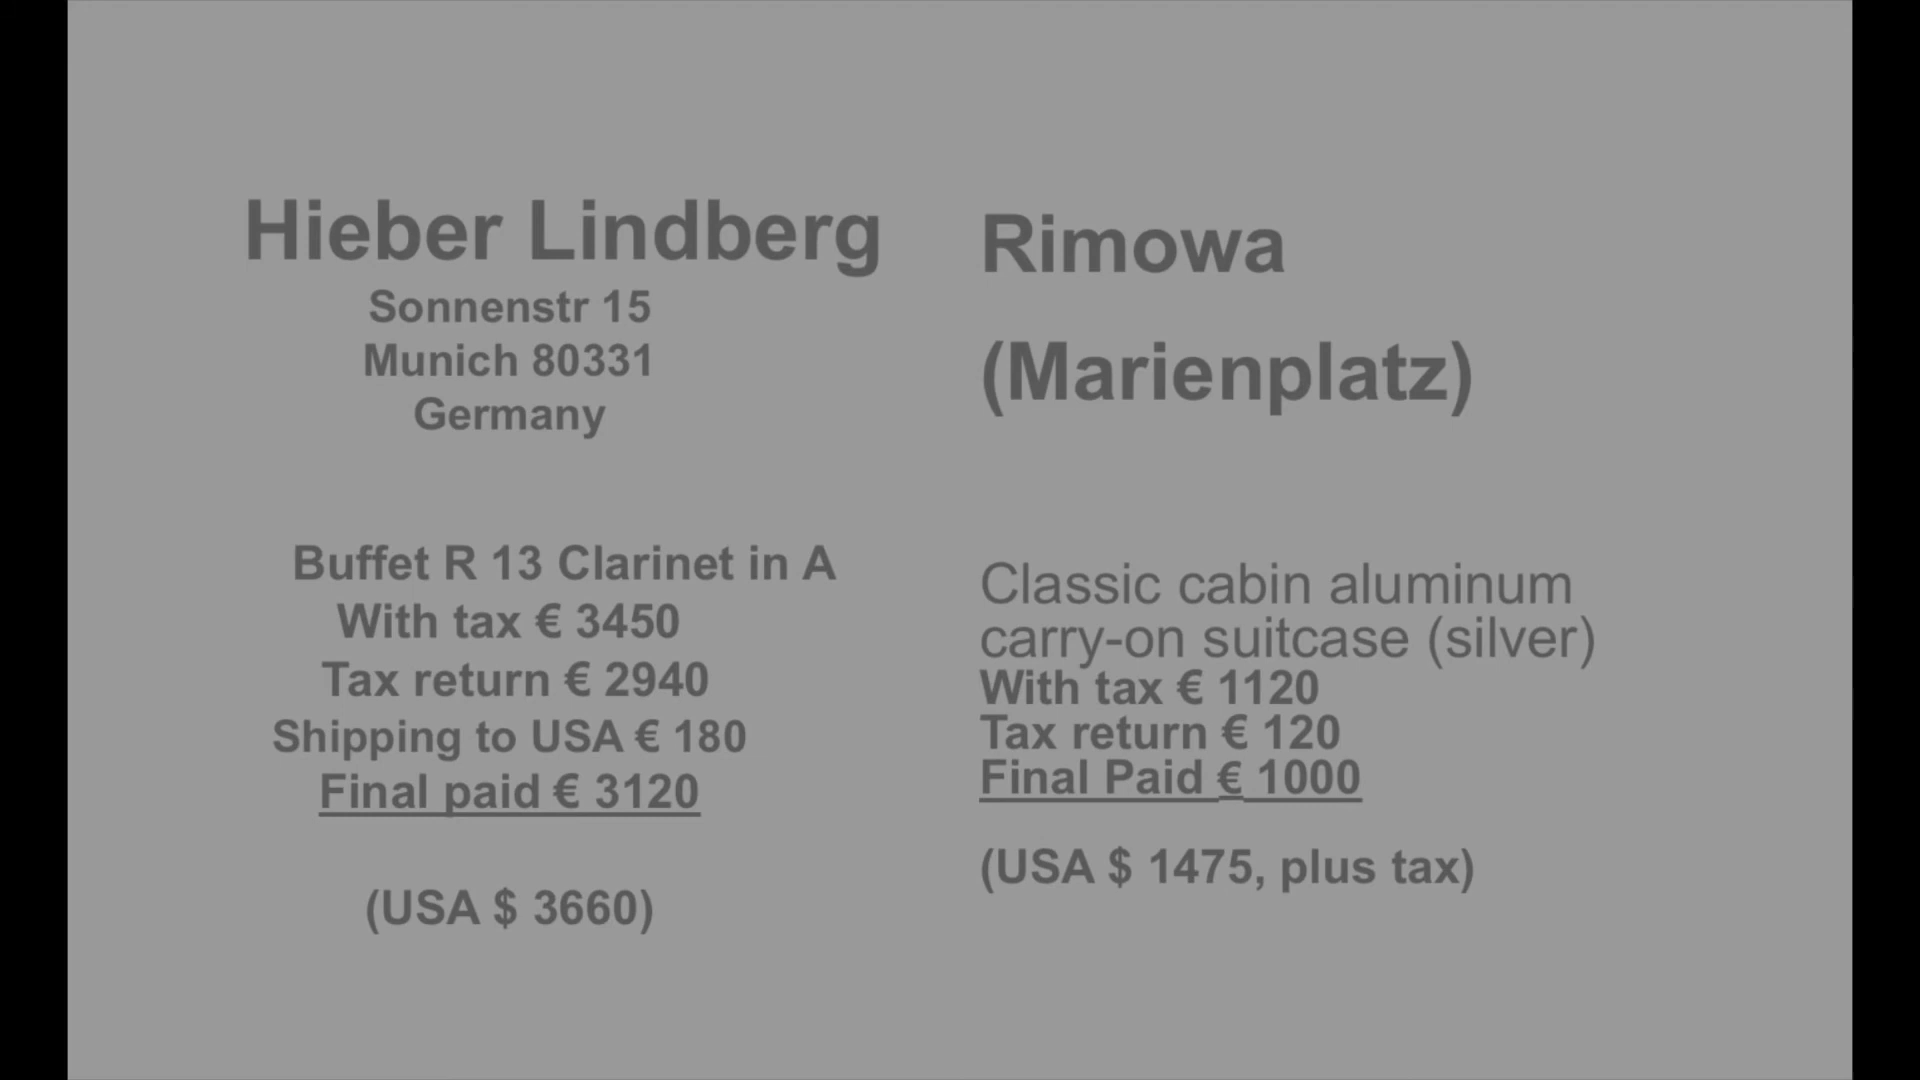 Hieber Lindberg
Sonnenstr 15
Munich 80331
Germany
Buffet R 13 Clarinet in A
With tax € 3450
Tax return € 2940
Shipping to USA € 180
Final paid € 3120
(USA $ 3660)
Rimowa
(Marienplatz)
Classic cabin aluminum
carry-on suitcase (silver)
With tax € 1120
Tax return € 120
Final Paid € 1000
(USA $ 1475, plus tax)